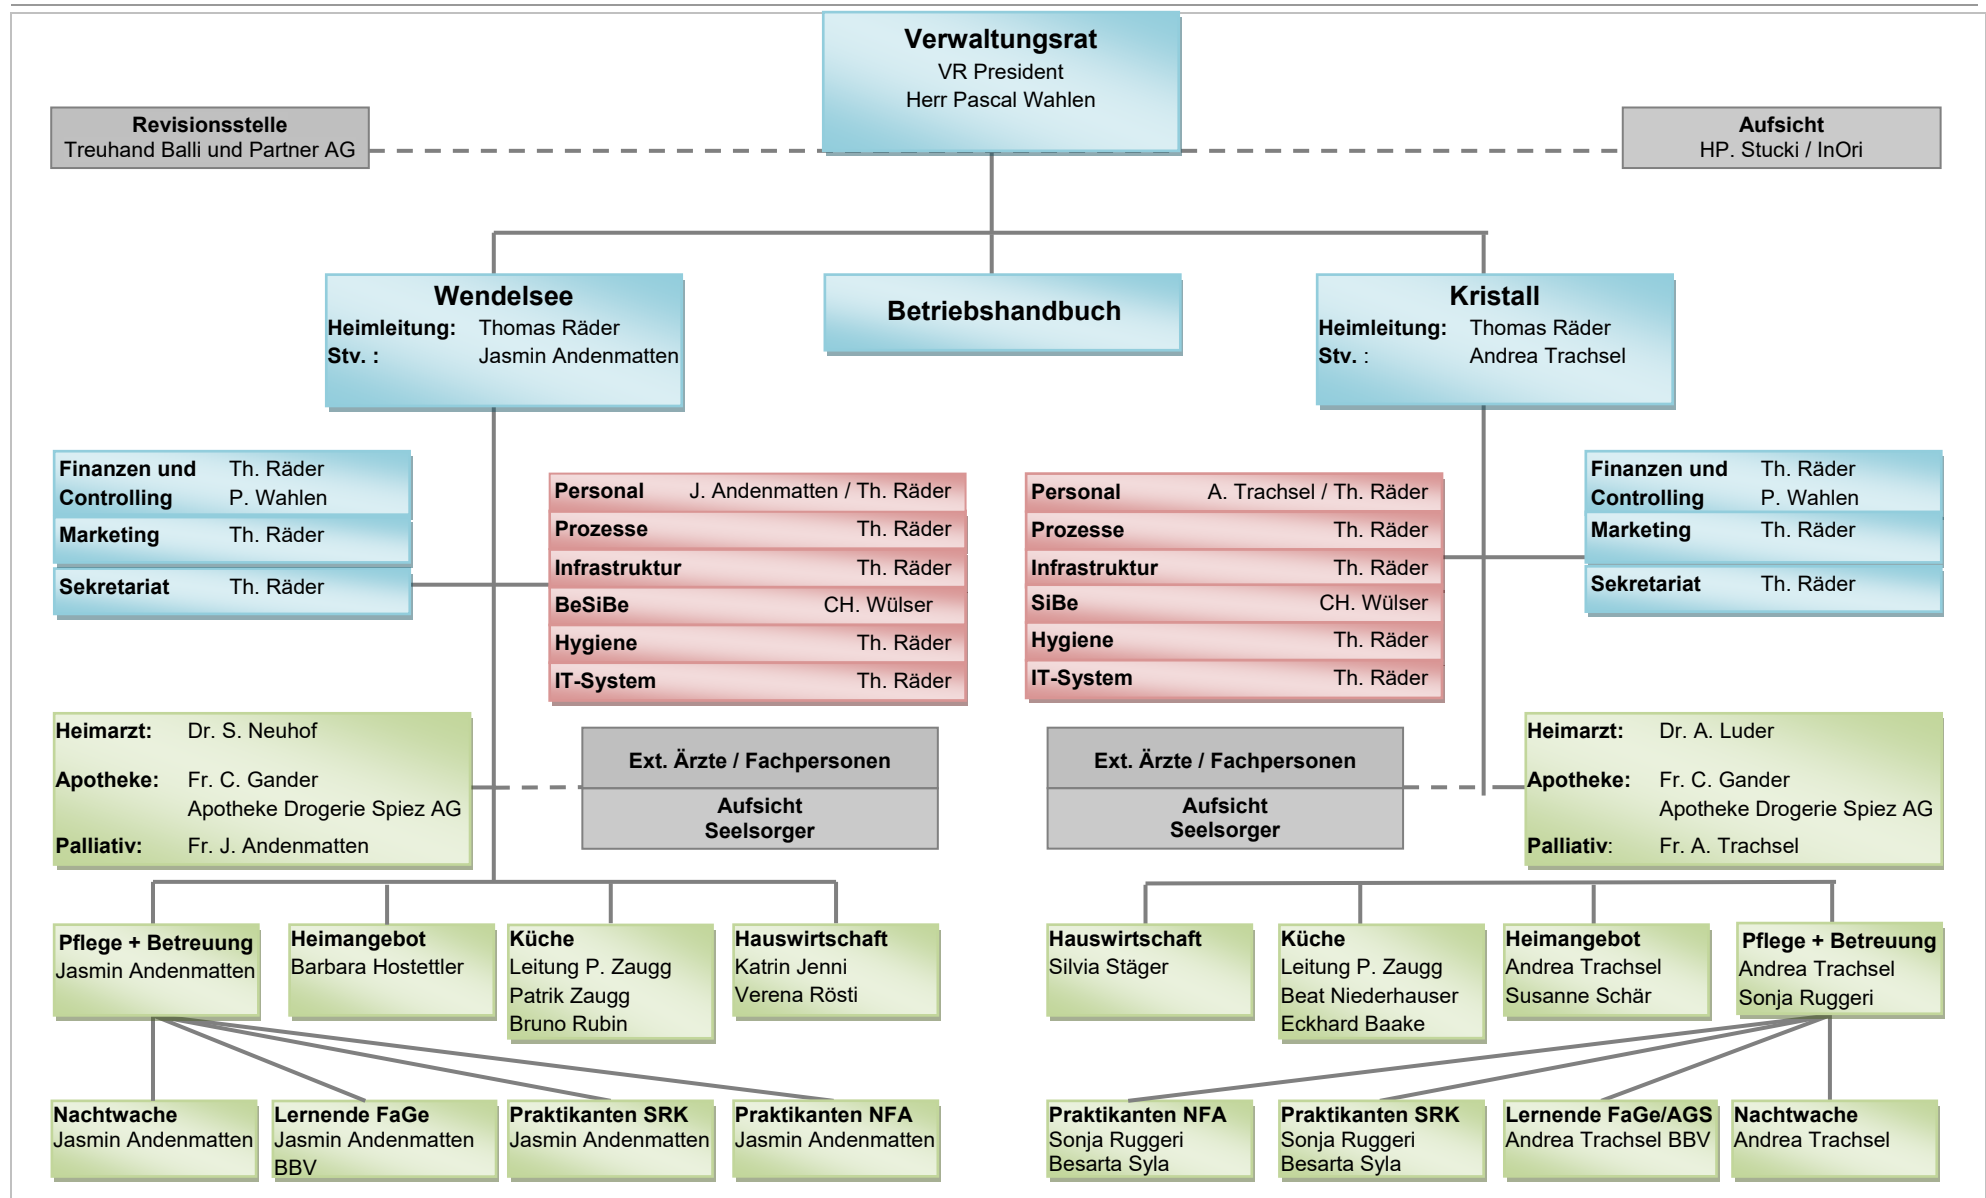 Verwaltungsrat
VR President
Herr Pascal Wahlen
Revisionsstelle
Treuhand Balli und Partner AG
Aufsicht
HP. Stucki / InOri
Wendelsee
Heimleitung: Thomas Räder
Stv. : Jasmin Andenmatten
Betriebshandbuch
Kristall
Heimleitung: Thomas Räder
Stv. : Andrea Trachsel
Finanzen und Th. Räder
Controlling P. Wahlen
Marketing Th. Räder
Sekretariat Th. Räder
Personal J. Andenmatten / Th. Räder
Prozesse Th. Räder
Infrastruktur Th. Räder
BeSiBe CH. Wülser
Hygiene Th. Räder
IT-System Th. Räder
Personal A. Trachsel / Th. Räder
Prozesse Th. Räder
Infrastruktur Th. Räder
SiBe CH. Wülser
Hygiene Th. Räder
IT-System Th. Räder
Finanzen und Th. Räder
Controlling P. Wahlen
Marketing Th. Räder
Sekretariat Th. Räder
Heimarzt: Dr. S. Neuhof
Apotheke: Fr. C. Gander
Apotheke Drogerie Spiez AG
Palliativ: Fr. J. Andenmatten
Ext. Ärzte / Fachpersonen
Aufsicht
Seelsorger
Ext. Ärzte / Fachpersonen
Aufsicht
Seelsorger
Heimarzt: Dr. A. Luder
Apotheke: Fr. C. Gander
Apotheke Drogerie Spiez AG
Palliativ: Fr. A. Trachsel
Pflege + Betreuung
Jasmin Andenmatten
Heimangebot
Barbara Hostettler
Küche
Leitung P. Zaugg
Patrik Zaugg
Bruno Rubin
Hauswirtschaft
Katrin Jenni
Verena Rösti
Hauswirtschaft
Silvia Stäger
Küche
Leitung P. Zaugg
Beat Niederhauser
Eckhard Baake
Heimangebot
Andrea Trachsel
Susanne Schär
Pflege + Betreuung
Andrea Trachsel
Sonja Ruggeri
Nachtwache
Jasmin Andenmatten
Lernende FaGe
Jasmin Andenmatten
BBV
Praktikanten SRK
Jasmin Andenmatten
Praktikanten NFA
Jasmin Andenmatten
Praktikanten NFA
Sonja Ruggeri
Besarta Syla
Praktikanten SRK
Sonja Ruggeri
Besarta Syla
Lernende FaGe/AGS
Andrea Trachsel BBV
Nachtwache
Andrea Trachsel